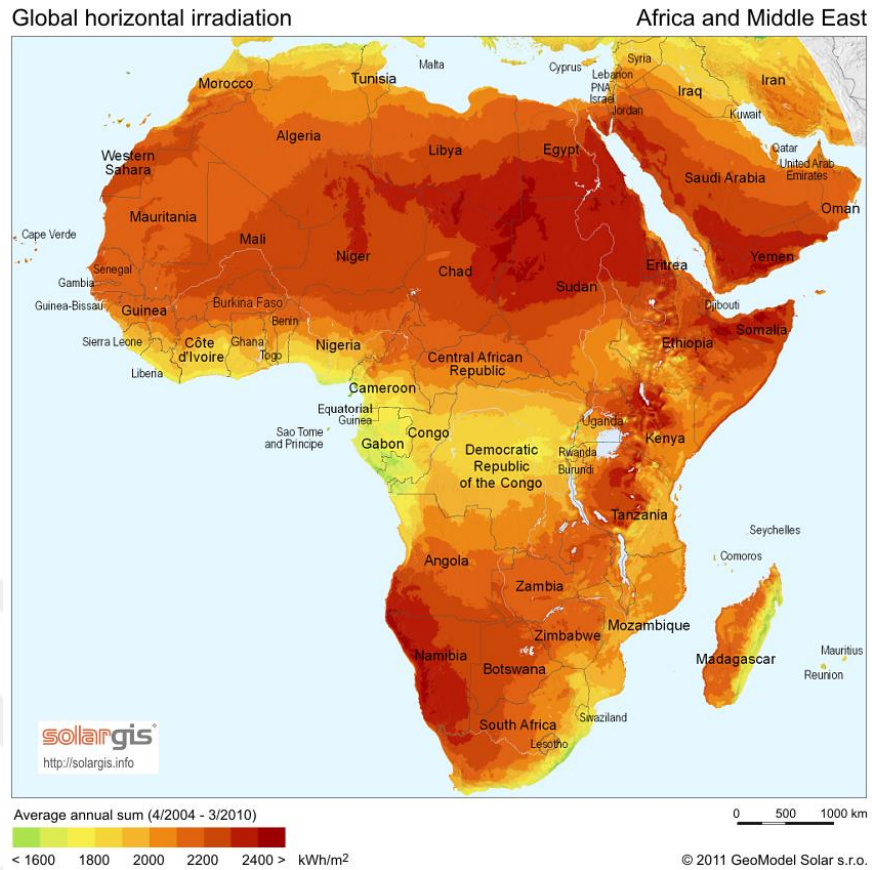 Global horizontal irradiation
Africa and Middle East
Malta
Cyprus
Syria
Lebanon
PNA
Israel
Jordan
Iraq
Iran
Kuwait
Morocco
Tunisia
Algeria
Libya
Egypt
Qatar
United Arab
Emirates
Saudi Arabia
Western
Sahara
Oman
Mauritania
Cape Verde
Mali
Niger
Chad
Sudan
Eritrea
Yemen
Senegal
Gambia
Guinea-Bissau
Guinea
Burkina Faso
Benin
Djibouti
Somalia
Sierra Leone
Côte
d'Ivoire
Ghana
Togo
Nigeria
Ethiopia
Central African
Republic
Liberia
Cameroon
Equatorial
Guinea
Sao Tome
and Principe
Gabon
Congo
Uganda
Kenya
Democratic
Republic
of the Congo
Rwanda
Burundi
Tanzania
Seychelles
Comoros
Angola
Zambia
Mozambique
Zimbabwe
Namibia
Botswana
Madagascar
Mauritius
Reunion
South Africa
Swaziland
Lesotho
solargis
http://solargis.info
Average annual sum (4/2004 - 3/2010)
< 1600 1800 2000 2200 2400 > kWh/m²
0 500 1000 km
© 2011 GeoModel Solar s.r.o.